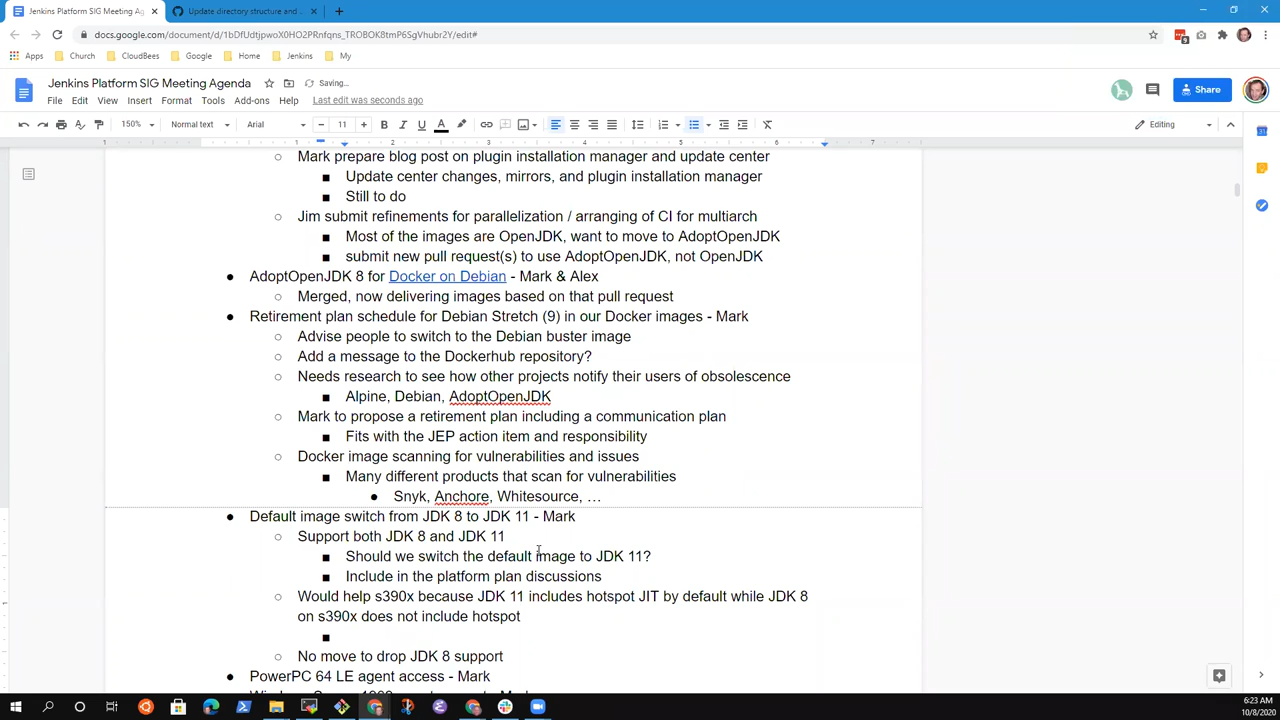 Jenkins Platform SIG Meeting Ag
Update directory structure and
docs.google.com/document/d/1bDfUdtjpwoX0HO2PRnfqns_TROBOK8tmP6SgVhubr2Y/edit#
Apps Church CloudBees Google Home Jenkins My
Jenkins Platform SIG Meeting Agenda
Saving...
File Edit View Insert Format Tools Add-ons Help Last edit was seconds ago
Share
150% Normal text Arial 11 Editing
1 1 2 3 4 5 6 7
Mark prepare blog post on plugin installation manager and update center
Update center changes, mirrors, and plugin installation manager
Still to do
Jim submit refinements for parallelization / arranging of CI for multiarch
Most of the images are OpenJDK, want to move to AdoptOpenJDK
submit new pull request(s) to use AdoptOpenJDK, not OpenJDK
AdoptOpenJDK 8 for Docker on Debian - Mark & Alex
Merged, now delivering images based on that pull request
Retirement plan schedule for Debian Stretch (9) in our Docker images - Mark
Advise people to switch to the Debian buster image
Add a message to the Dockerhub repository?
Needs research to see how other projects notify their users of obsolescence
Alpine, Debian, AdoptOpenJDK
Mark to propose a retirement plan including a communication plan
Fits with the JEP action item and responsibility
Docker image scanning for vulnerabilities and issues
Many different products that scan for vulnerabilities
Snyk, Anchore, Whitesource, …
Default image switch from JDK 8 to JDK 11 - Mark
Support both JDK 8 and JDK 11
Should we switch the default image to JDK 11?
Include in the platform plan discussions
Would help s390x because JDK 11 includes hotspot JIT by default while JDK 8
on s390x does not include hotspot
No move to drop JDK 8 support
PowerPC 64 LE agent access - Mark
6:23 AM
10/8/2020